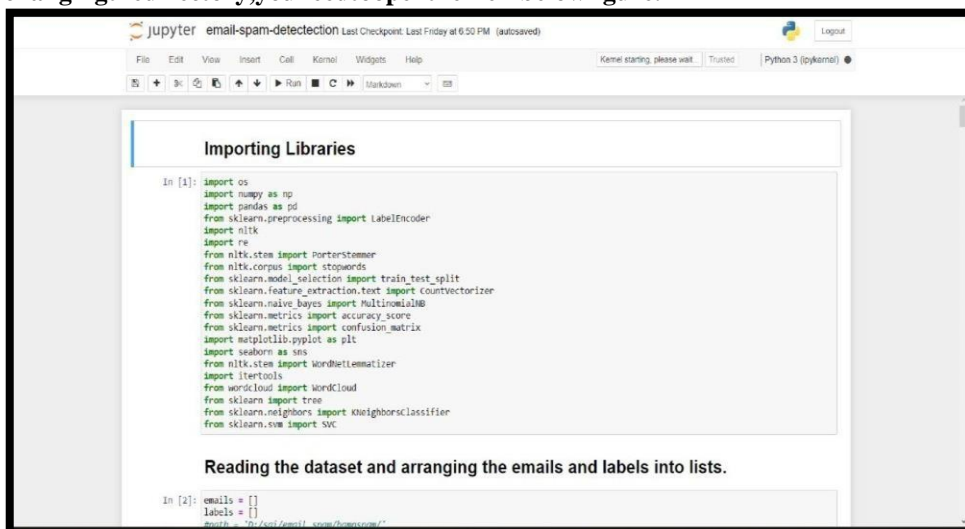 jupyter email-spam-detectection Last Checkpoint: Last Friday at 6:50 PM (autosaved)
Logout
File Edit View Insert Cell Kernel Widgets Help
Kernel starting, please wait... Trusted Python 3 (ipykernel)
Run Markdown
Importing Libraries
In [1]: import os
import numpy as np
import pandas as pd
from sklearn.preprocessing import LabelEncoder
import nltk
import re
from nltk.stem import PorterStemmer
from nltk.corpus import stopwords
from sklearn.model_selection import train_test_split
from sklearn.feature_extraction.text import CountVectorizer
from sklearn.naive_bayes import MultinomialNB
from sklearn.metrics import accuracy_score
from sklearn.metrics import confusion_matrix
import matplotlib.pyplot as plt
import seaborn as sns
from nltk.stem import WordNetLemmatizer
import itertools
from wordcloud import WordCloud
from sklearn import tree
from sklearn.neighbors import KNeighborsClassifier
from sklearn.svm import SVC
Reading the dataset and arranging the emails and labels into lists.
In [2]: emails = []
labels = []